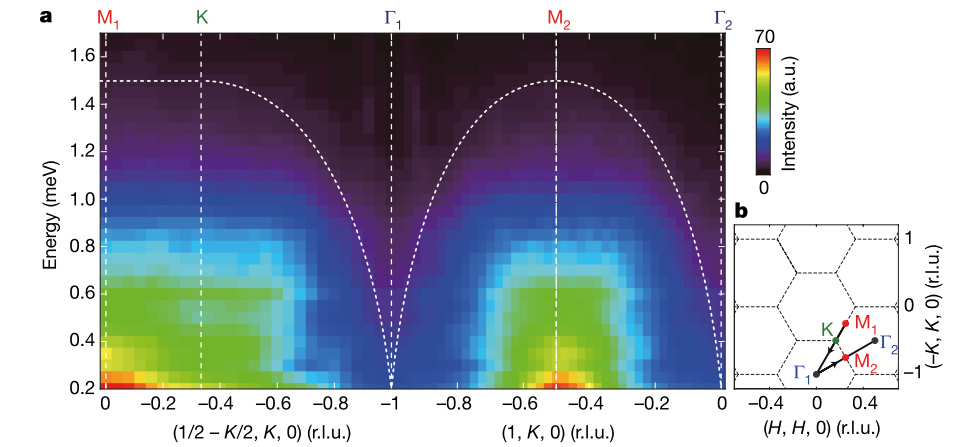 a
M1 K Γ1 M2 Γ2
1.6
1.4
1.2
1.0
0.8
0.6
0.4
0.2
Energy (meV)
0 −0.2 −0.4 −0.6 −0.8 −1 −0.8 −0.6 −0.4 −0.2 0
(1/2 − K/2, K, 0) (r.l.u.) (1, K, 0) (r.l.u.)
70
Intensity (a.u.)
0
b
1
0
−1
K
M1
Γ2
M2
Γ1
(−K, K, 0) (r.l.u.)
−0.4 0 0.4
(H, H, 0) (r.l.u.)